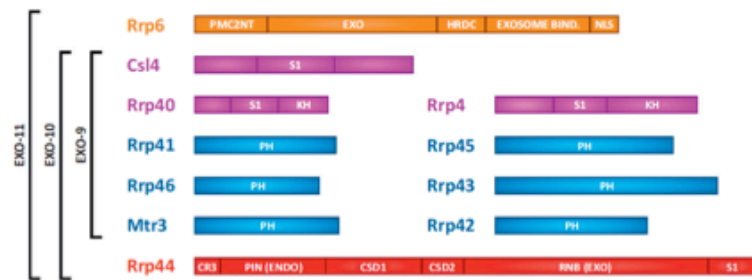 Rrp6 PMC2NT EXO HRDC EXOSOME BIND. NLS
Csl4 S1
Rrp40 S1 KH Rrp4 S1 KH
Rrp41 PH Rrp45 PH
Rrp46 PH Rrp43 PH
Mtr3 PH Rrp42 PH
Rrp44 CR3 PIN (ENDO) CSD1 CSD2 RNB (EXO) S1
EXO-11
EXO-10
EXO-9